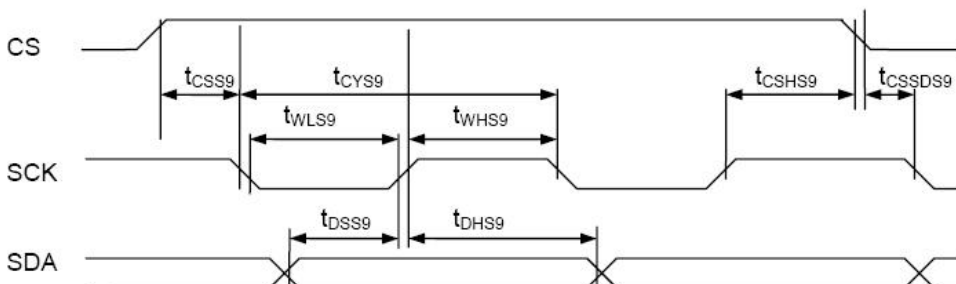 CS
tCSS9 tCYS9 tCSHS9 tCSSDS9
tWLS9 tWHS9
SCK
tDSS9 tDHS9
SDA